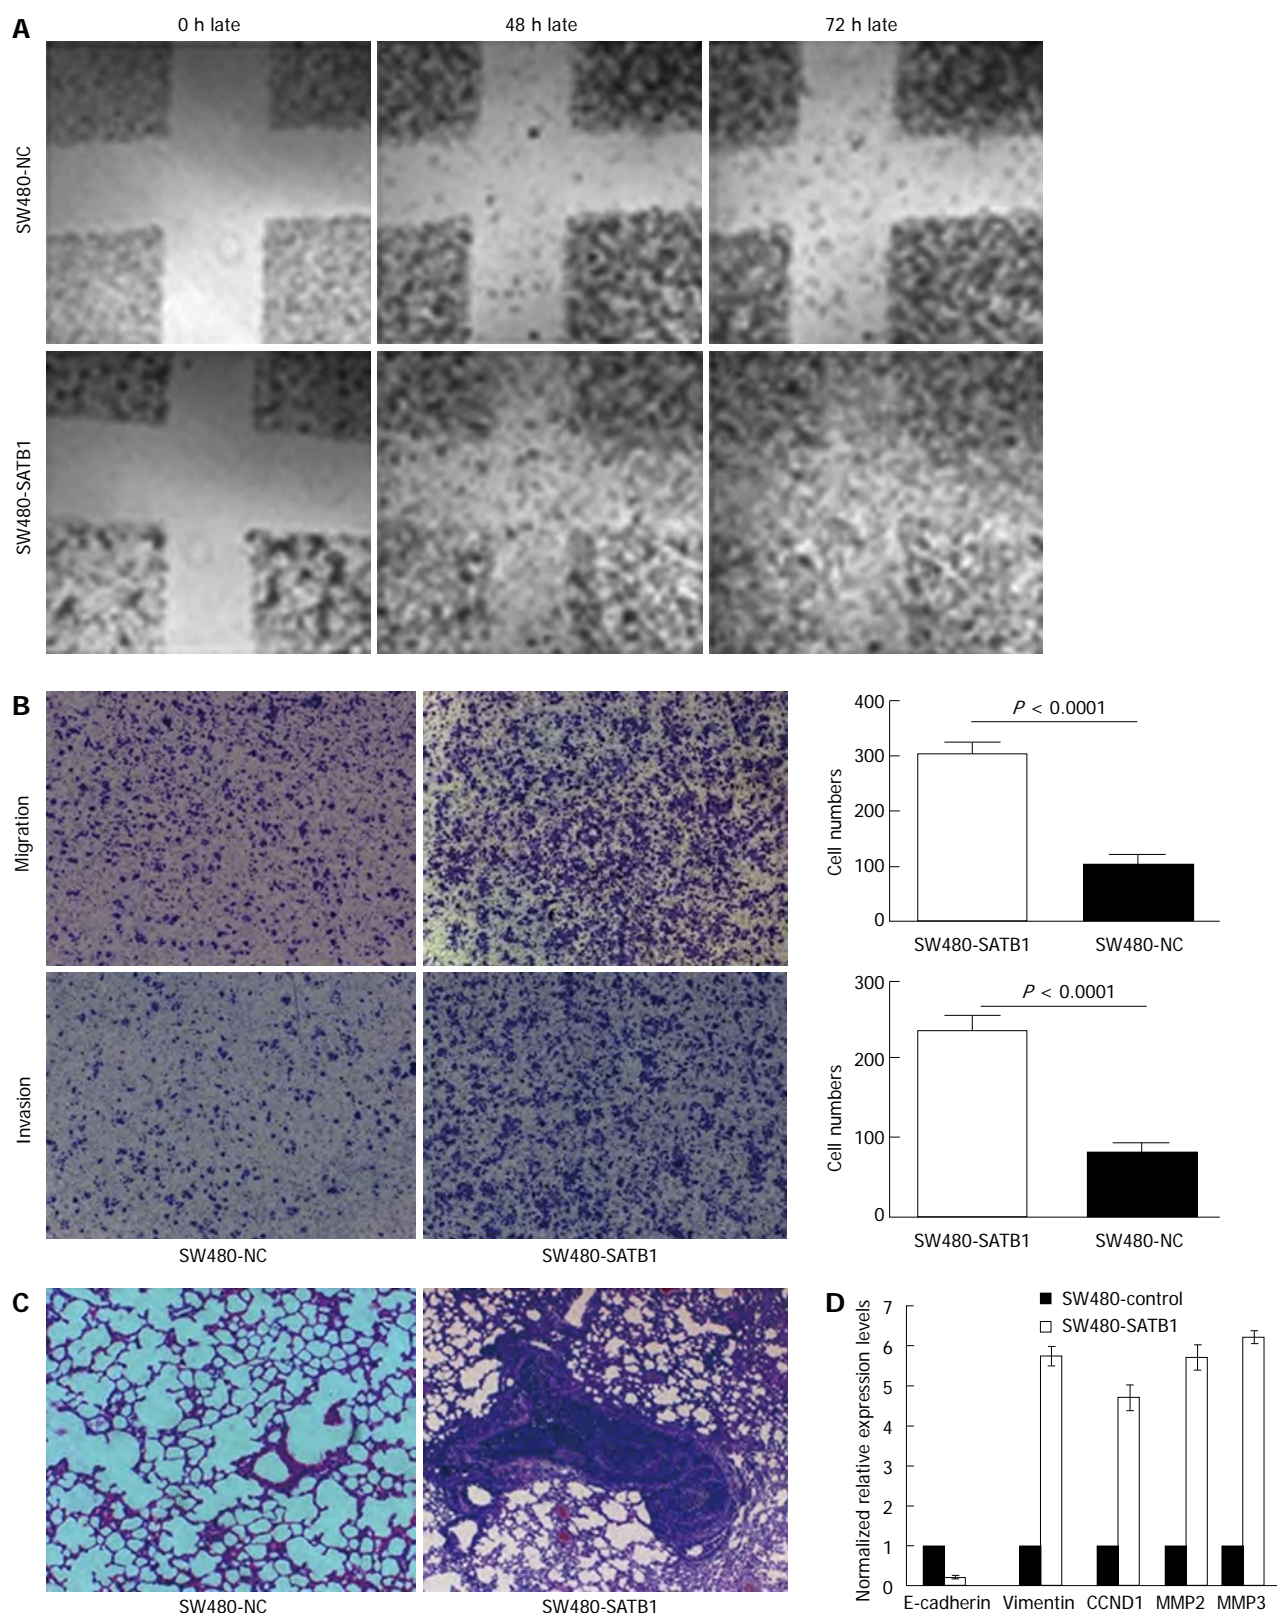 A
0 h late
48 h late
72 h late
SW480-NC
SW480-SATB1
B
Migration
Invasion
SW480-NC
SW480-SATB1
400
300
200
100
0
Cell numbers
P < 0.0001
SW480-SATB1
SW480-NC
300
200
100
0
Cell numbers
P < 0.0001
SW480-SATB1
SW480-NC
C
SW480-NC
SW480-SATB1
D
SW480-control
SW480-SATB1
Normalized relative expression levels
7
6
5
4
3
2
1
0
E-cadherin
Vimentin
CCND1
MMP2
MMP3